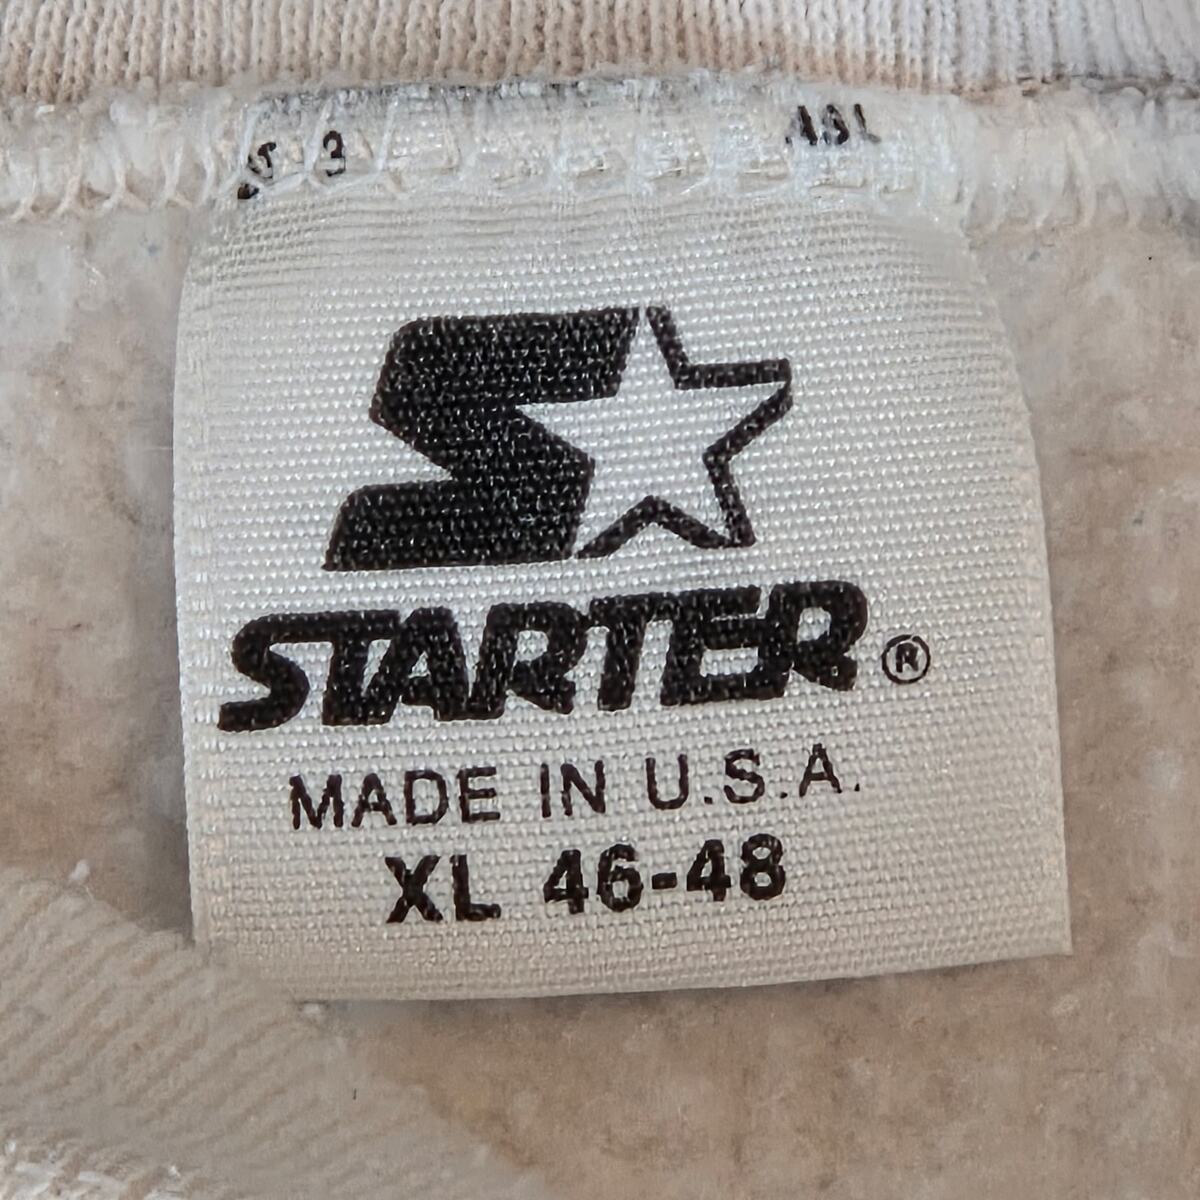 STARTER®
MADE IN U.S.A.
XL 46-48